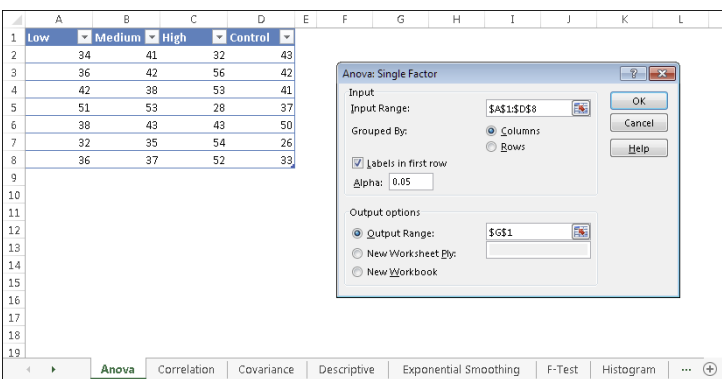 A B C D E F G H I J K L
1 Low Medium High Control
2 34 41 32 43
3 36 42 56 42
4 42 38 53 41
5 51 53 28 37
6 38 43 43 50
7 32 35 54 26
8 36 37 52 33
9
10
11
12
13
14
15
16
17
18
19
Anova: Single Factor
Input
Input Range: $A$1:$D$8
Grouped By: Columns
Rows
Labels in first row
Alpha: 0.05
OK
Cancel
Help
Output options
Output Range: $G$1
New Worksheet Ply:
New Workbook
Anova Correlation Covariance Descriptive Exponential Smoothing F-Test Histogram ...